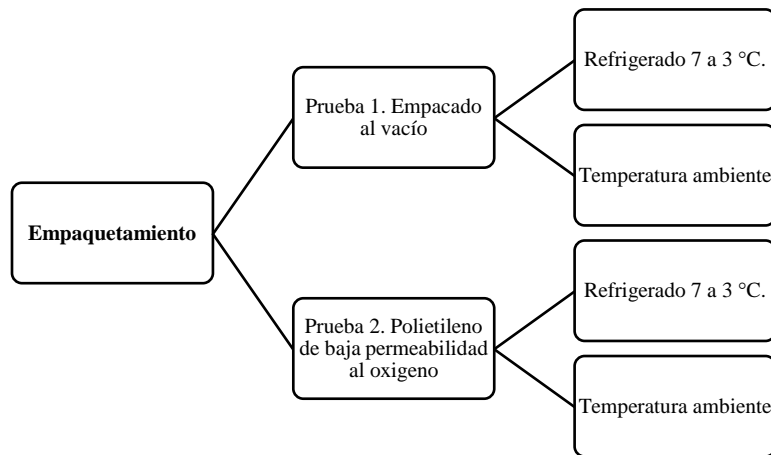 Empaquetamiento
Prueba 1. Empacado
al vacío
Refrigerado 7 a 3 °C.
Temperatura ambiente
Prueba 2. Polietileno
de baja permeabilidad
al oxigeno
Refrigerado 7 a 3 °C.
Temperatura ambiente